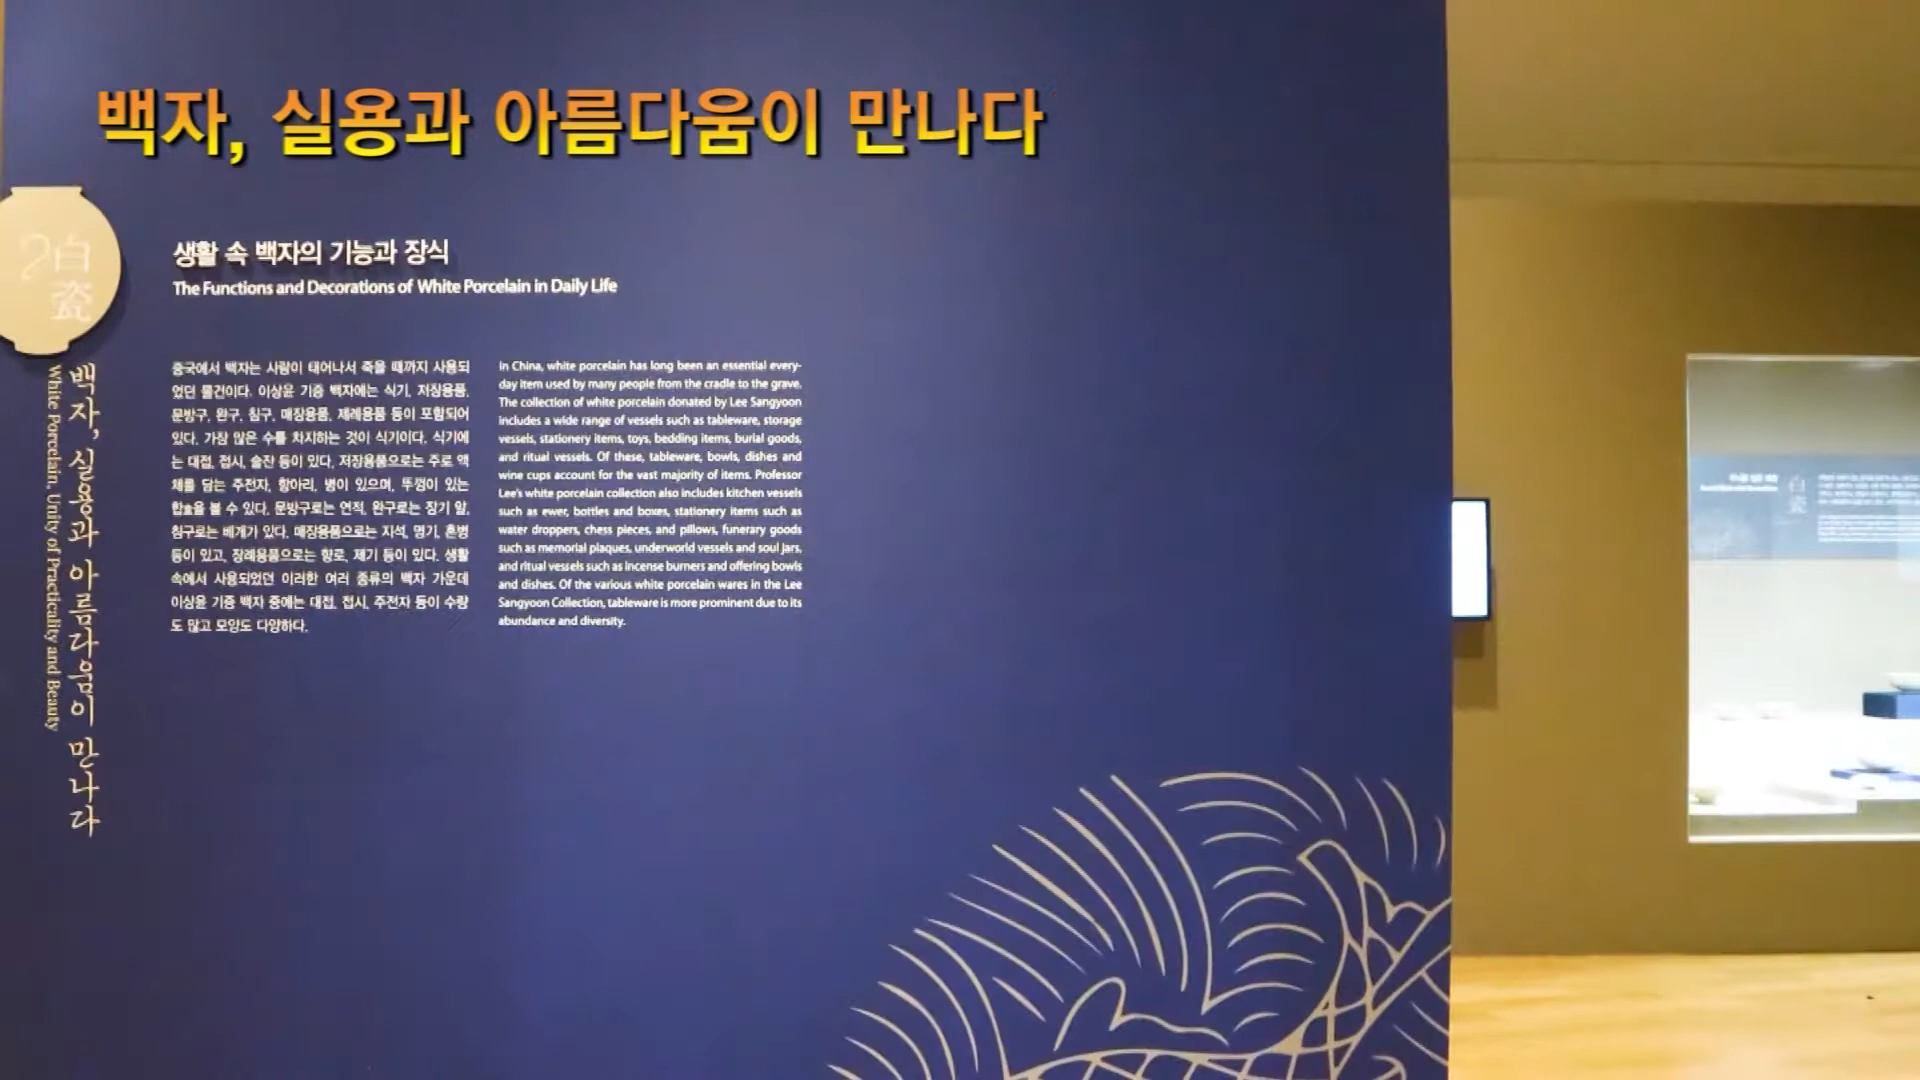 백자, 실용과 아름다움이 만나다
白
瓷
백자, 실용과 아름다움이 만나다
White Porcelain, Unity of Practicality and Beauty
생활 속 백자의 기능과 장식
The Functions and Decorations of White Porcelain in Daily Life
중국에서 백자는 사람이 태어나서 죽을 때까지 사용되
었던 물건이다. 이상윤 기증 백자에는 식기, 저장용품,
문방구, 완구, 침구, 매장용품, 제례용품 등이 포함되어
있다. 가장 많은 수를 차지하는 것이 식기이다. 식기에
는 대접, 접시, 술잔 등이 있다. 저장용품으로는 주로 액
체를 담는 주전자, 항아리, 병이 있으며, 뚜껑이 있는
합을 볼 수 있다. 문방구로는 연적, 완구로는 장기 알,
침구로는 베개가 있다. 매장용품으로는 지석, 명기, 혼병
등이 있고, 장례용품으로는 향로, 제기 등이 있다. 생활
속에서 사용되었던 이러한 여러 종류의 백자 가운데
이상윤 기증 백자 중에는 대접, 접시, 주전자 등이 수량
도 많고 모양도 다양하다.
In China, white porcelain has long been an essential every-
day item used by many people from the cradle to the grave.
The collection of white porcelain donated by Lee Sangyoon
includes a wide range of vessels such as tableware, storage
vessels, stationery items, toys, bedding items, burial goods,
and ritual vessels. Of these, tableware, bowls, dishes and
wine cups account for the vast majority of items. Professor
Lee's white porcelain collection also includes kitchen vessels
such as ewer, bottles and boxes, stationery items such as
water droppers, chess pieces, and pillows, funerary goods
such as memorial plaques, underworld vessels and soul jars,
and ritual vessels such as incense burners and offering bowls
and dishes. Of the various white porcelain wares in the Lee
Sangyoon Collection, tableware is more prominent due to its
abundance and diversity.
白
瓷